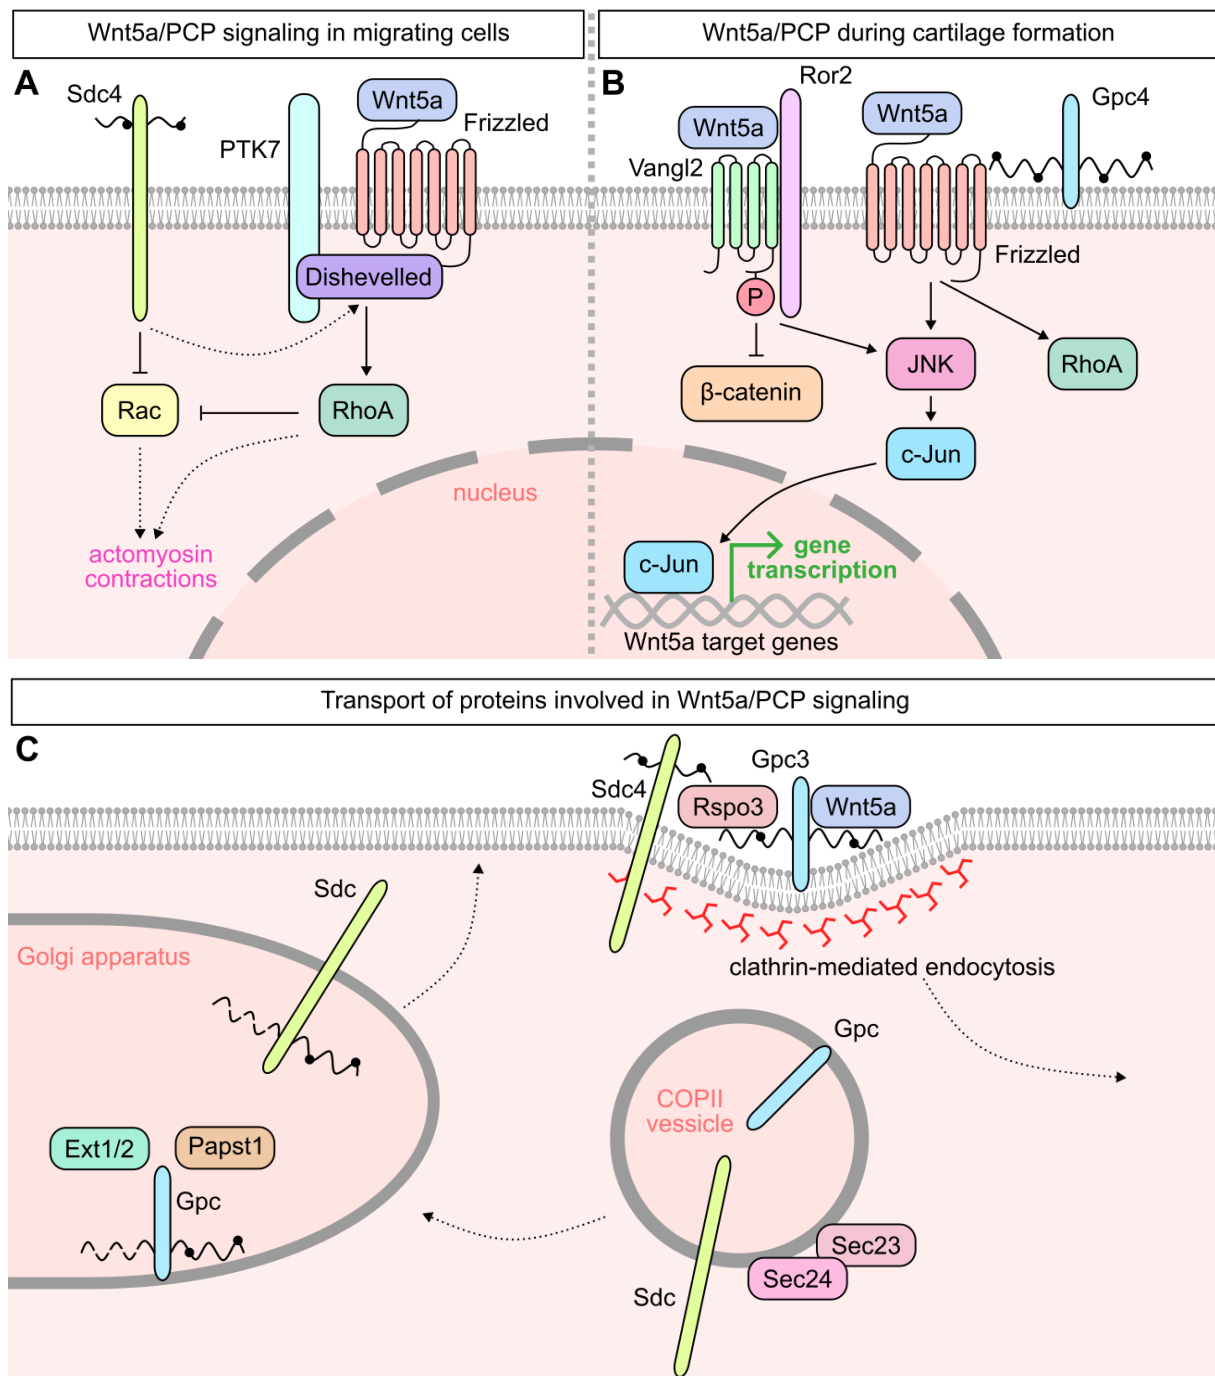 Wnt5a/PCP signaling in migrating cells
Wnt5a/PCP during cartilage formation
A
Sdc4
PTK7
Wnt5a
Frizzled
Dishevelled
Rac
RhoA
actomyosin
contractions
nucleus
B
Ror2
Wnt5a
Vangl2
Wnt5a
Gpc4
Frizzled
P
β-catenin
JNK
RhoA
c-Jun
c-Jun
gene
transcription
Wnt5a target genes
Transport of proteins involved in Wnt5a/PCP signaling
C
Sdc4
Rspo3
Gpc3
Wnt5a
Sdc
Golgi apparatus
clathrin-mediated endocytosis
Gpc
COPII
vessicle
Ext1/2
Papst1
Gpc
Sec23
Sec24
Sdc